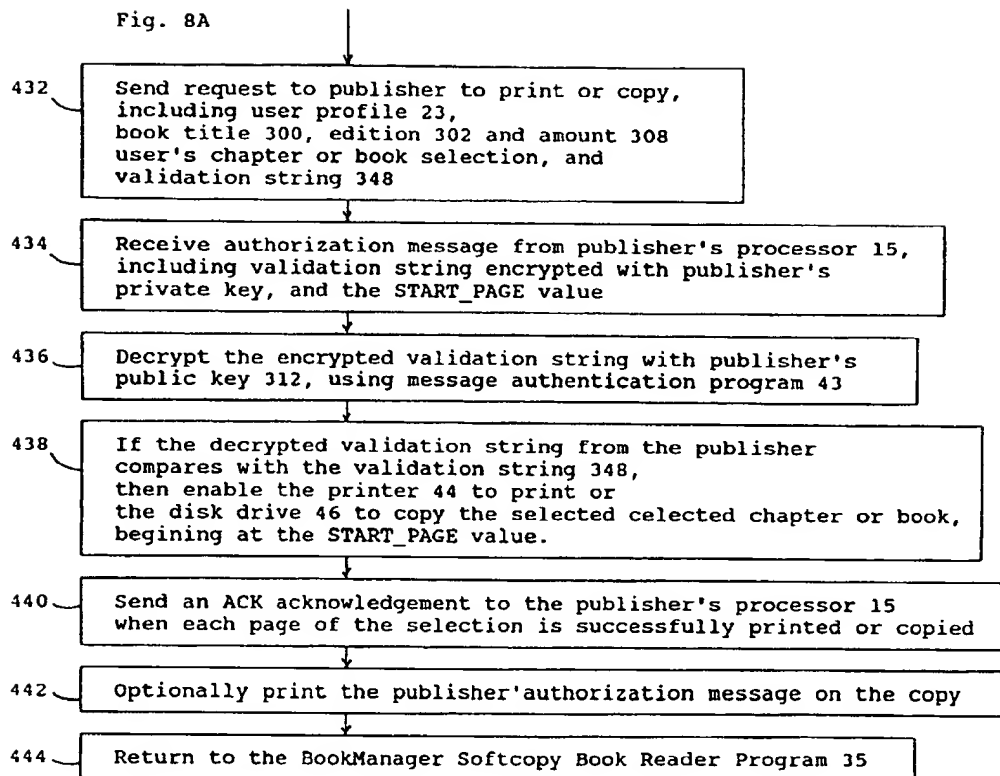 Fig. 8A
432
Send request to publisher to print or copy,
including user profile 23,
book title 300, edition 302 and amount 308
user's chapter or book selection, and
validation string 348
434
Receive authorization message from publisher's processor 15,
including validation string encrypted with publisher's
private key, and the START_PAGE value
436
Decrypt the encrypted validation string with publisher's
public key 312, using message authentication program 43
438
If the decrypted validation string from the publisher
compares with the validation string 348,
then enable the printer 44 to print or
the disk drive 46 to copy the selected celected chapter or book,
begining at the START_PAGE value.
440
Send an ACK acknowledgement to the publisher's processor 15
when each page of the selection is successfully printed or copied
442
Optionally print the publisher'authorization message on the copy
444
Return to the BookManager Softcopy Book Reader Program 35